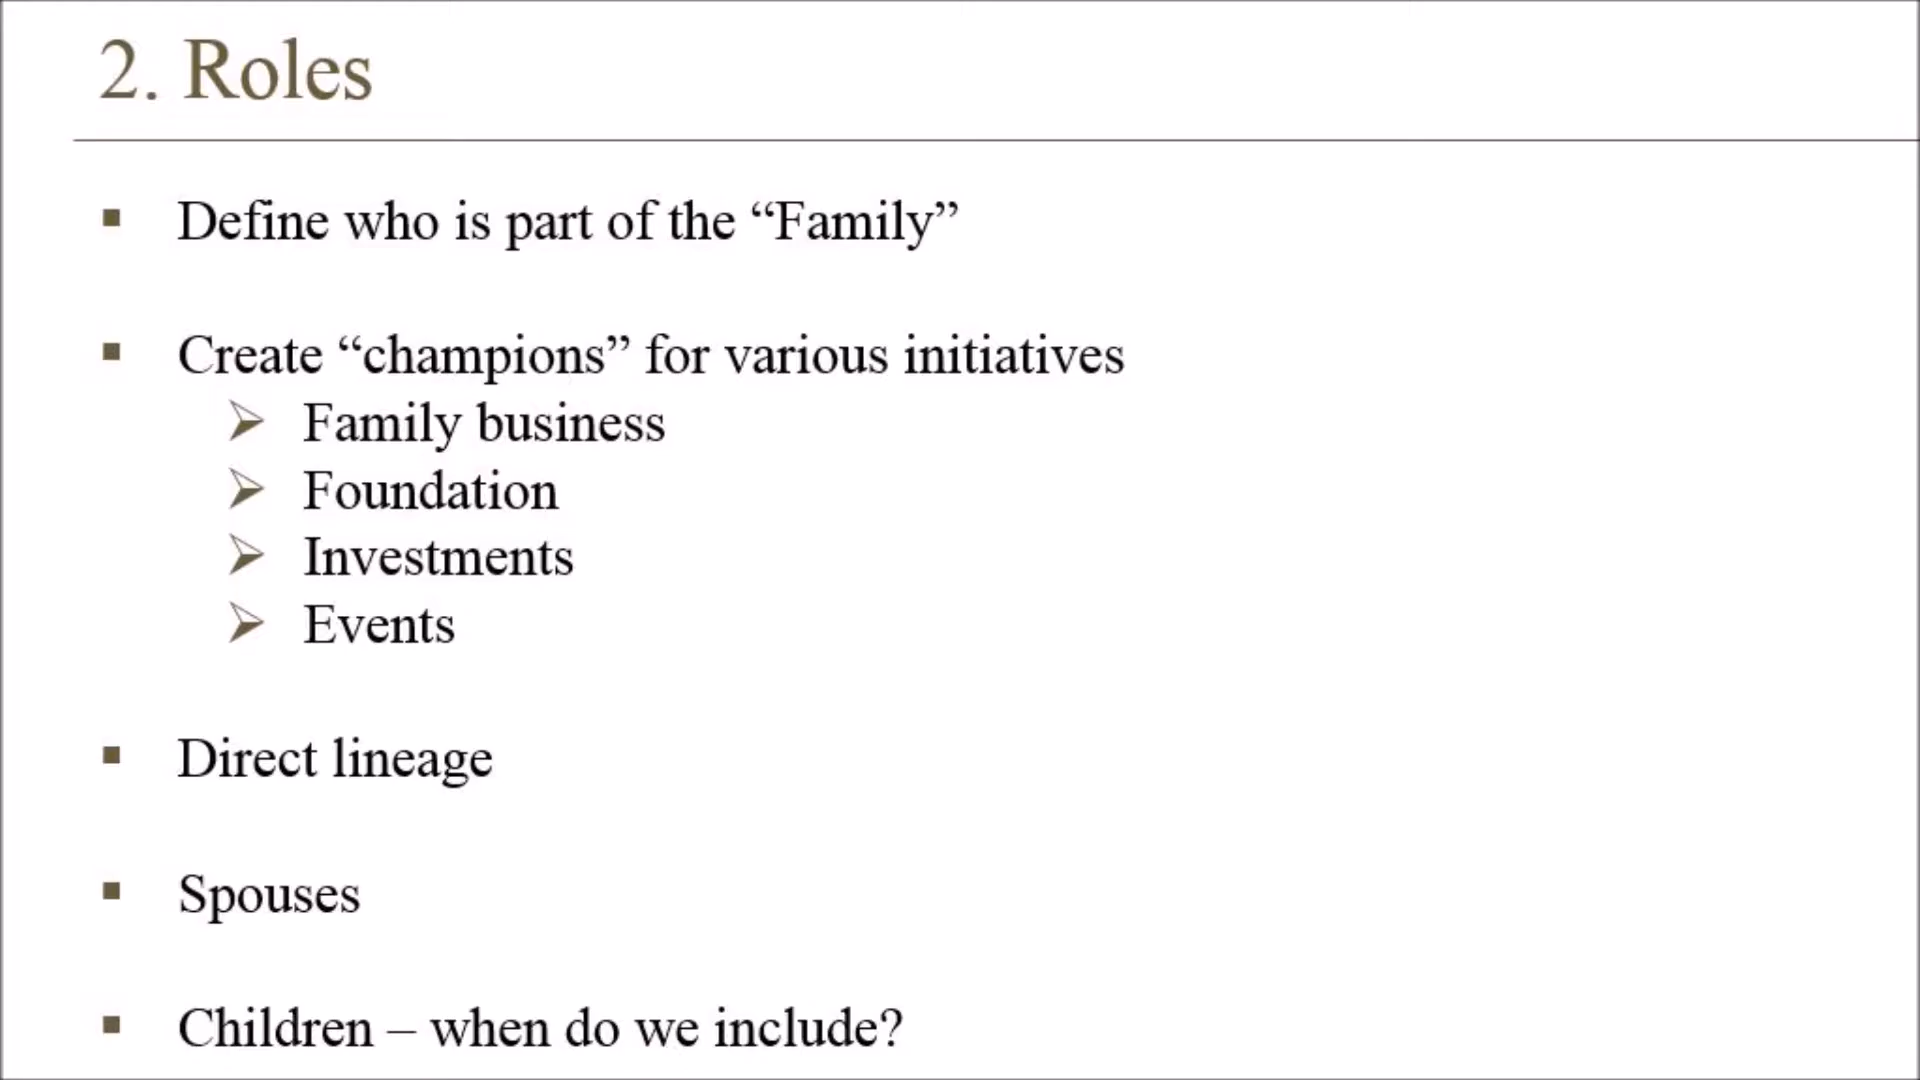 2. Roles
Define who is part of the “Family”
Create “champions” for various initiatives
Family business
Foundation
Investments
Events
Direct lineage
Spouses
Children – when do we include?